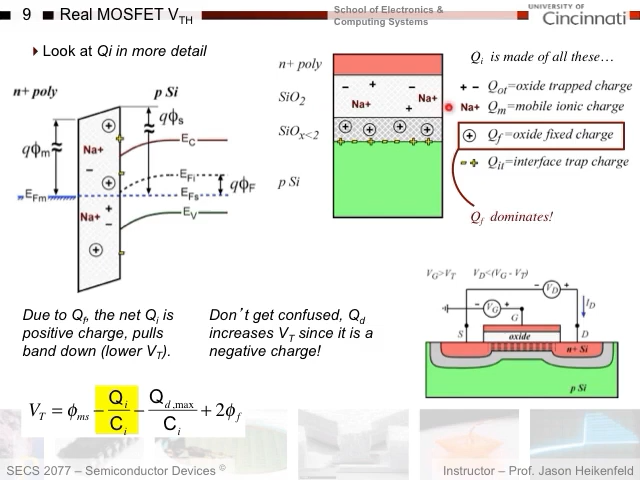 9 Real MOSFET VTH
School of Electronics &
Computing Systems
UNIVERSITY OF
Cincinnati
Look at Qi in more detail
n+ poly
p Si
qϕm
qϕs
Na+
−
Na+
+
−
+
EC
EFi
EFs
EV
EFm
qϕF
n+ poly
SiO2
SiOx<2
p Si
− + −
Na+ Na+
+
+ + + +
- + - + - + - +
Qi is made of all these…
+ − Qot=oxide trapped charge
Na+ Qm=mobile ionic charge
+ Qf=oxide fixed charge
- + Qit=interface trap charge
Qf dominates!
Due to Qf, the net Qi is
positive charge, pulls
band down (lower VT).
Don't get confused, Qd
increases VT since it is a
negative charge!
VT = ϕms − Qi/Ci − Qd,max/Ci + 2ϕf
VG>VT VD<(VG - VT)
− VD +
− VG +
ID
S G D
oxide
n+ Si
p Si
SECS 2077 – Semiconductor Devices ©
Instructor – Prof. Jason Heikenfeld